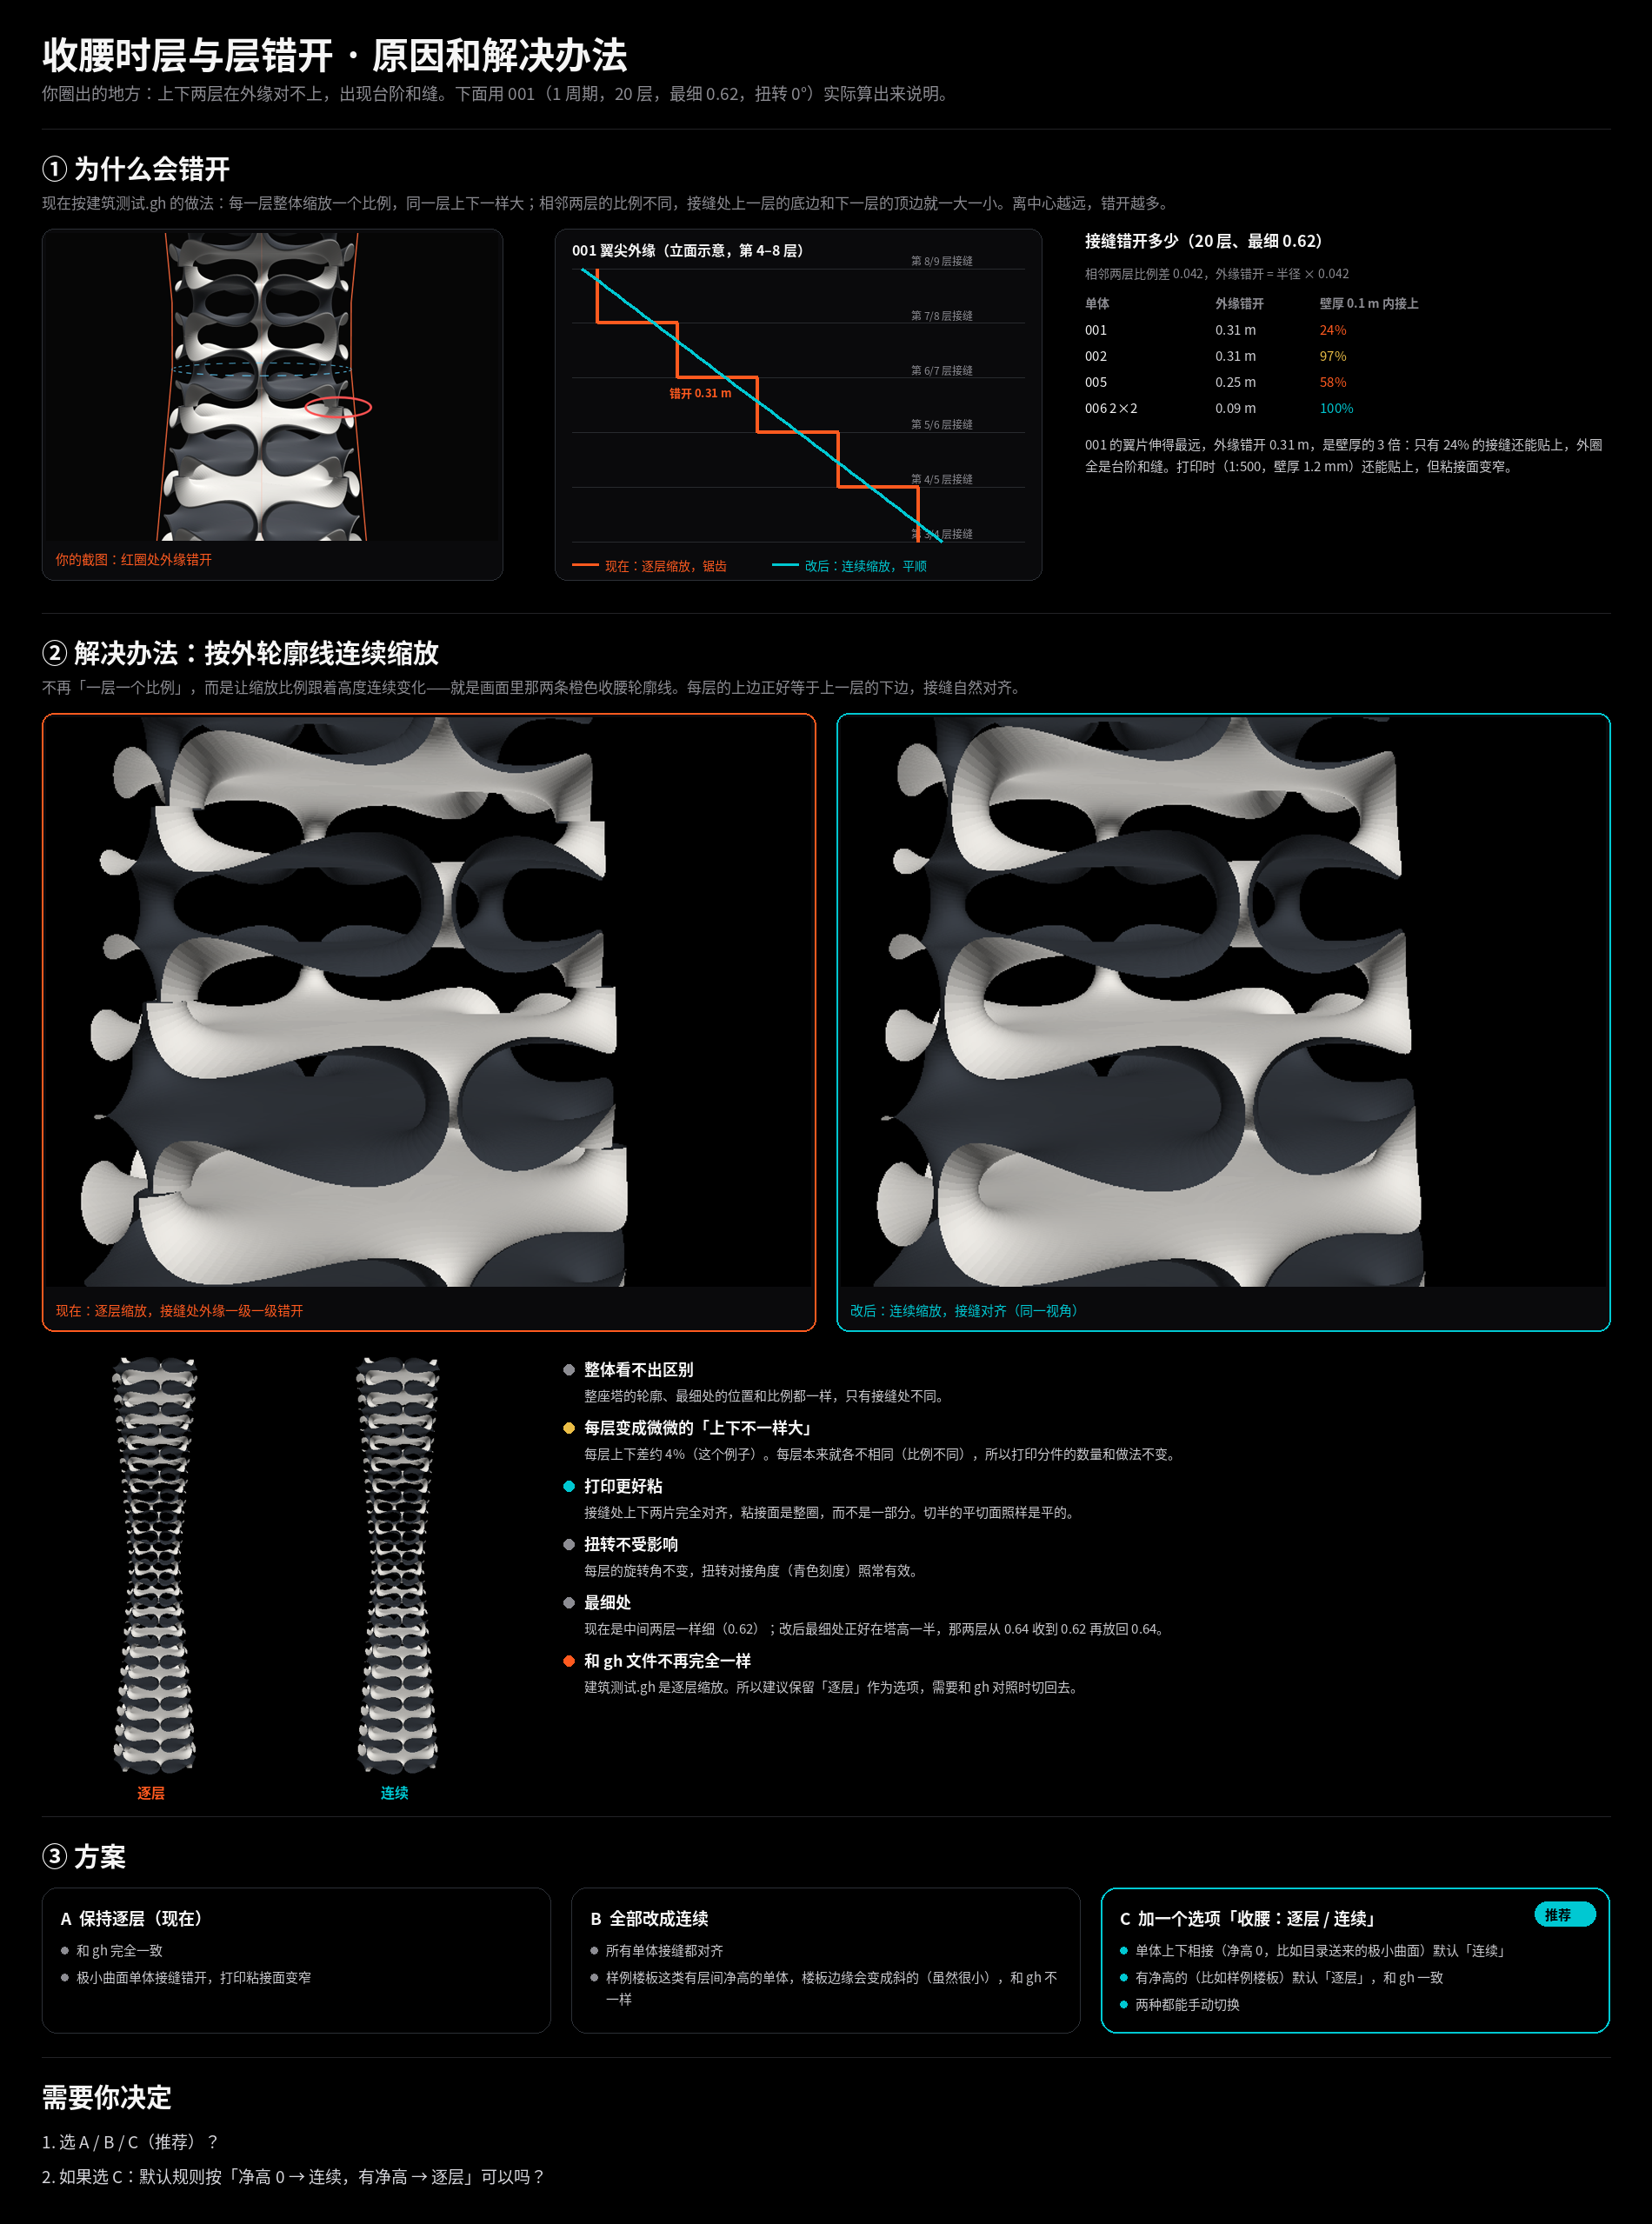 收腰时层与层错开 · 原因和解决办法
你圈出的地方：上下两层在外缘对不上，出现台阶和缝。下面用 001（1 周期，20 层，最细 0.62，扭转 0°）实际算出来说明。
① 为什么会错开
现在按建筑测试.gh 的做法：每一层整体缩放一个比例，同一层上下一样大；相邻两层的比例不同，接缝处上一层的底边和下一层的顶边就一大一小。离中心越远，错开越多。
你的截图：红圈处外缘错开
001 翼尖外缘（立面示意，第 4–8 层）
第 8/9 层接缝
第 7/8 层接缝
第 6/7 层接缝
错开 0.31 m
第 5/6 层接缝
第 4/5 层接缝
第 3/4 层接缝
现在：逐层缩放，锯齿
改后：连续缩放，平顺
接缝错开多少（20 层、最细 0.62）
相邻两层比例差 0.042，外缘错开 = 半径 × 0.042
单体 外缘错开 壁厚 0.1 m 内接上
001 0.31 m 24%
002 0.31 m 97%
005 0.25 m 58%
006 2×2 0.09 m 100%
001 的翼片伸得最远，外缘错开 0.31 m，是壁厚的 3 倍：只有 24% 的接缝还能贴上，外圈
全是台阶和缝。打印时（1:500，壁厚 1.2 mm）还能贴上，但粘接面变窄。
② 解决办法：按外轮廓线连续缩放
不再「一层一个比例」，而是让缩放比例跟着高度连续变化——就是画面里那两条橙色收腰轮廓线。每层的上边正好等于上一层的下边，接缝自然对齐。
现在：逐层缩放，接缝处外缘一级一级错开
改后：连续缩放，接缝对齐（同一视角）
逐层
连续
整体看不出区别
整座塔的轮廓、最细处的位置和比例都一样，只有接缝处不同。
每层变成微微的「上下不一样大」
每层上下差约 4%（这个例子）。每层本来就各不相同（比例不同），所以打印分件的数量和做法不变。
打印更好粘
接缝处上下两片完全对齐，粘接面是整圈，而不是一部分。切半的平切面照样是平的。
扭转不受影响
每层的旋转角不变，扭转对接角度（青色刻度）照常有效。
最细处
现在是中间两层一样细（0.62）；改后最细处正好在塔高一半，那两层从 0.64 收到 0.62 再放回 0.64。
和 gh 文件不再完全一样
建筑测试.gh 是逐层缩放。所以建议保留「逐层」作为选项，需要和 gh 对照时切回去。
③ 方案
A 保持逐层（现在）
和 gh 完全一致
极小曲面单体接缝错开，打印粘接面变窄
B 全部改成连续
所有单体接缝都对齐
样例楼板这类有层间净高的单体，楼板边缘会变成斜的（虽然很小），和 gh 不
一样
C 加一个选项「收腰：逐层 / 连续」
推荐
单体上下相接（净高 0，比如目录送来的极小曲面）默认「连续」
有净高的（比如样例楼板）默认「逐层」，和 gh 一致
两种都能手动切换
需要你决定
1. 选 A / B / C（推荐）？
2. 如果选 C：默认规则按「净高 0 → 连续，有净高 → 逐层」可以吗？